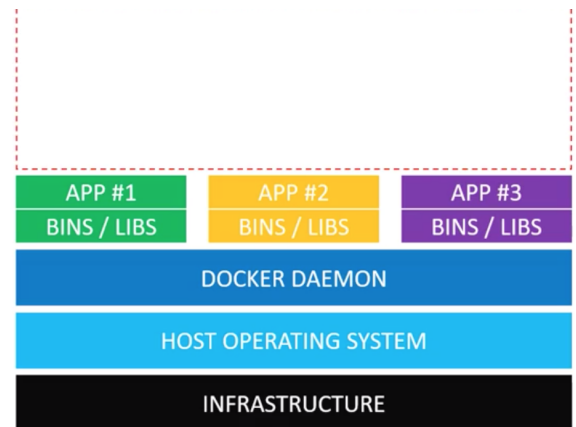 APP #1 APP #2 APP #3
BINS / LIBS BINS / LIBS BINS / LIBS
DOCKER DAEMON
HOST OPERATING SYSTEM
INFRASTRUCTURE